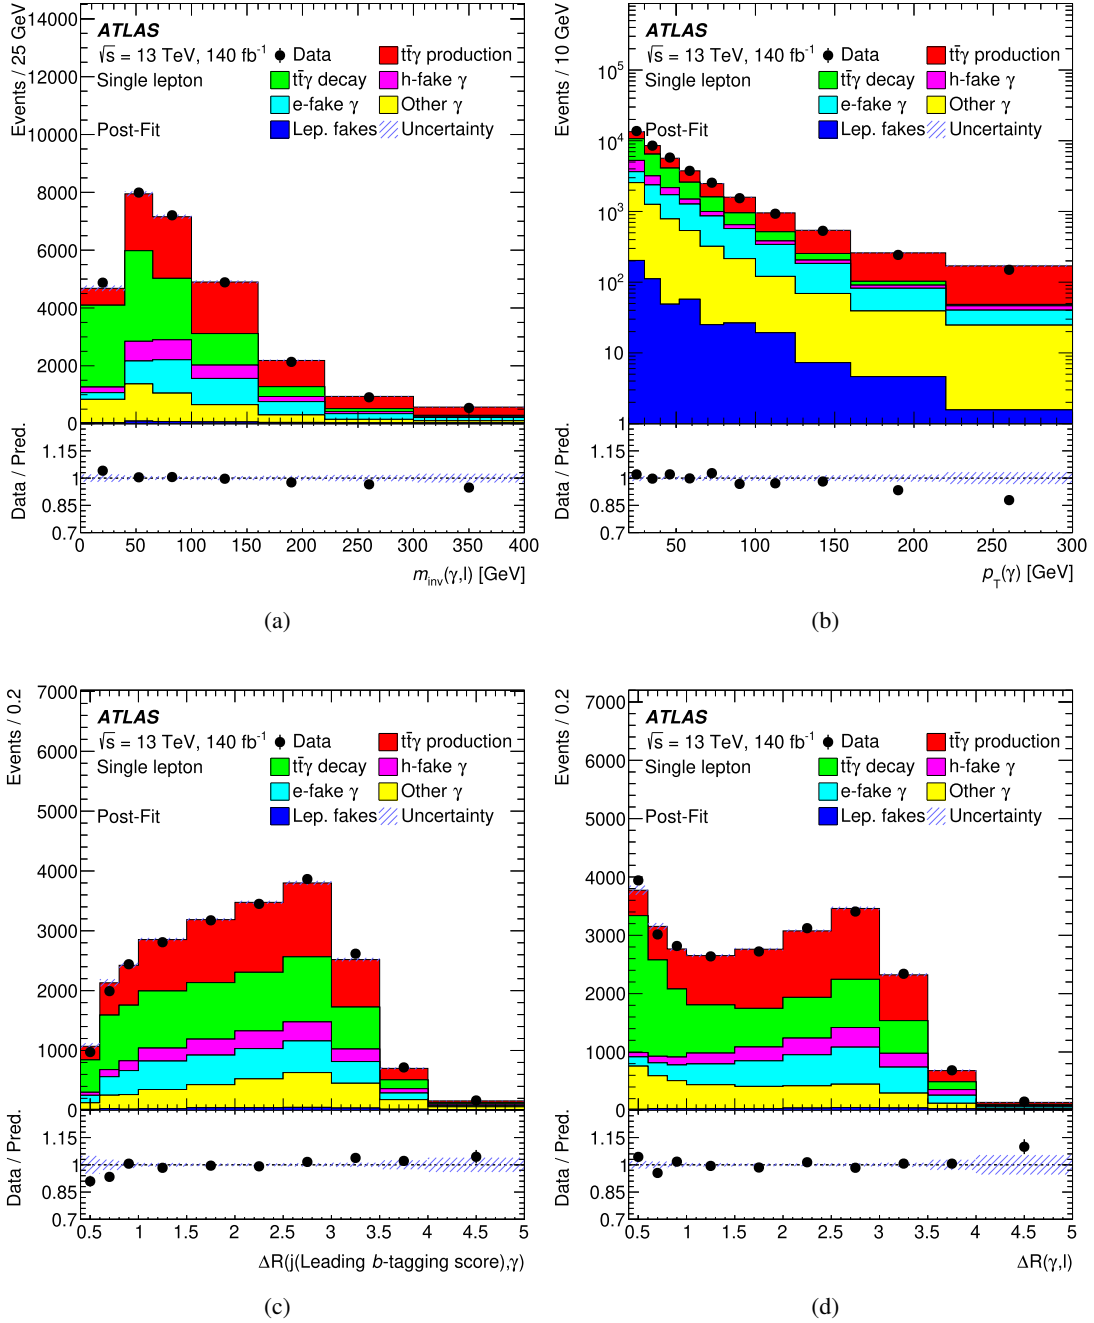 Events / 25 GeV
14000
12000
10000
8000
6000
4000
2000
0
ATLAS
√s = 13 TeV, 140 fb-1
Single lepton
Post-Fit
Data
tt̄γ production
tt̄γ decay
h-fake γ
e-fake γ
Other γ
Lep. fakes
Uncertainty
Data / Pred.
1.15
1
0.85
0.7
0 50 100 150 200 250 300 350 400
minv(γ,l) [GeV]
(a)
Events / 10 GeV
10^5
10^4
10^3
10^2
10
1
ATLAS
√s = 13 TeV, 140 fb-1
Single lepton
Post-Fit
Data
tt̄γ production
tt̄γ decay
h-fake γ
e-fake γ
Other γ
Lep. fakes
Uncertainty
Data / Pred.
1.15
1
0.85
0.7
50 100 150 200 250 300
pT(γ) [GeV]
(b)
Events / 0.2
7000
6000
5000
4000
3000
2000
1000
0
ATLAS
√s = 13 TeV, 140 fb-1
Single lepton
Post-Fit
Data
tt̄γ production
tt̄γ decay
h-fake γ
e-fake γ
Other γ
Lep. fakes
Uncertainty
Data / Pred.
1.15
1
0.85
0.7
0.5 1 1.5 2 2.5 3 3.5 4 4.5 5
ΔR(j(Leading b-tagging score),γ)
(c)
Events / 0.2
7000
6000
5000
4000
3000
2000
1000
0
ATLAS
√s = 13 TeV, 140 fb-1
Single lepton
Post-Fit
Data
tt̄γ production
tt̄γ decay
h-fake γ
e-fake γ
Other γ
Lep. fakes
Uncertainty
Data / Pred.
1.15
1
0.85
0.7
0.5 1 1.5 2 2.5 3 3.5 4 4.5 5
ΔR(γ,l)
(d)